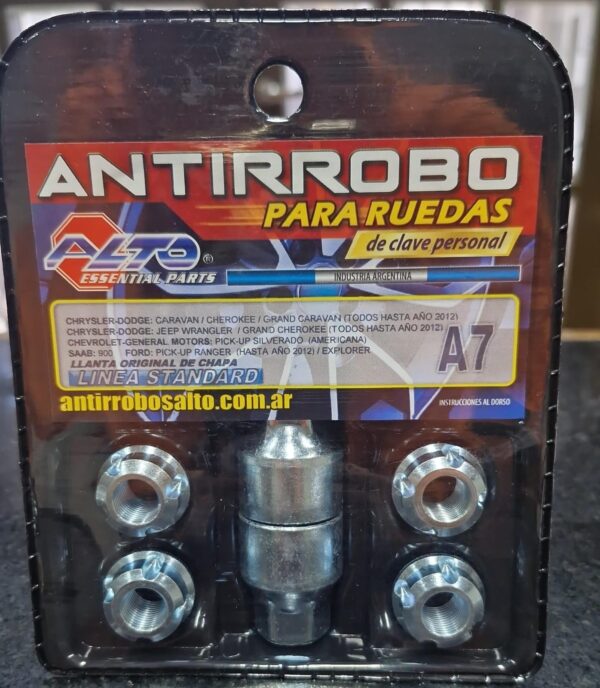 ANTIRROBO
PARA RUEDAS
de clave personal
ALTO®
ESSENTIAL PARTS
INDUSTRIA ARGENTINA
CHRYSLER-DODGE: CARAVAN / CHEROKEE / GRAND CARAVAN (TODOS HASTA AÑO 2012)
CHRYSLER-DODGE: JEEP WRANGLER / GRAND CHEROKEE (TODOS HASTA AÑO 2012)
CHEVROLET-GENERAL MOTORS: PICK-UP SILVERADO (AMERICANA)
SAAB: 900 FORD: PICK-UP RANGER (HASTA AÑO 2012) / EXPLORER
LLANTA ORIGINAL DE CHAPA
LINEA STANDARD
A7
antirrobosalto.com.ar
INSTRUCCIONES AL DORSO